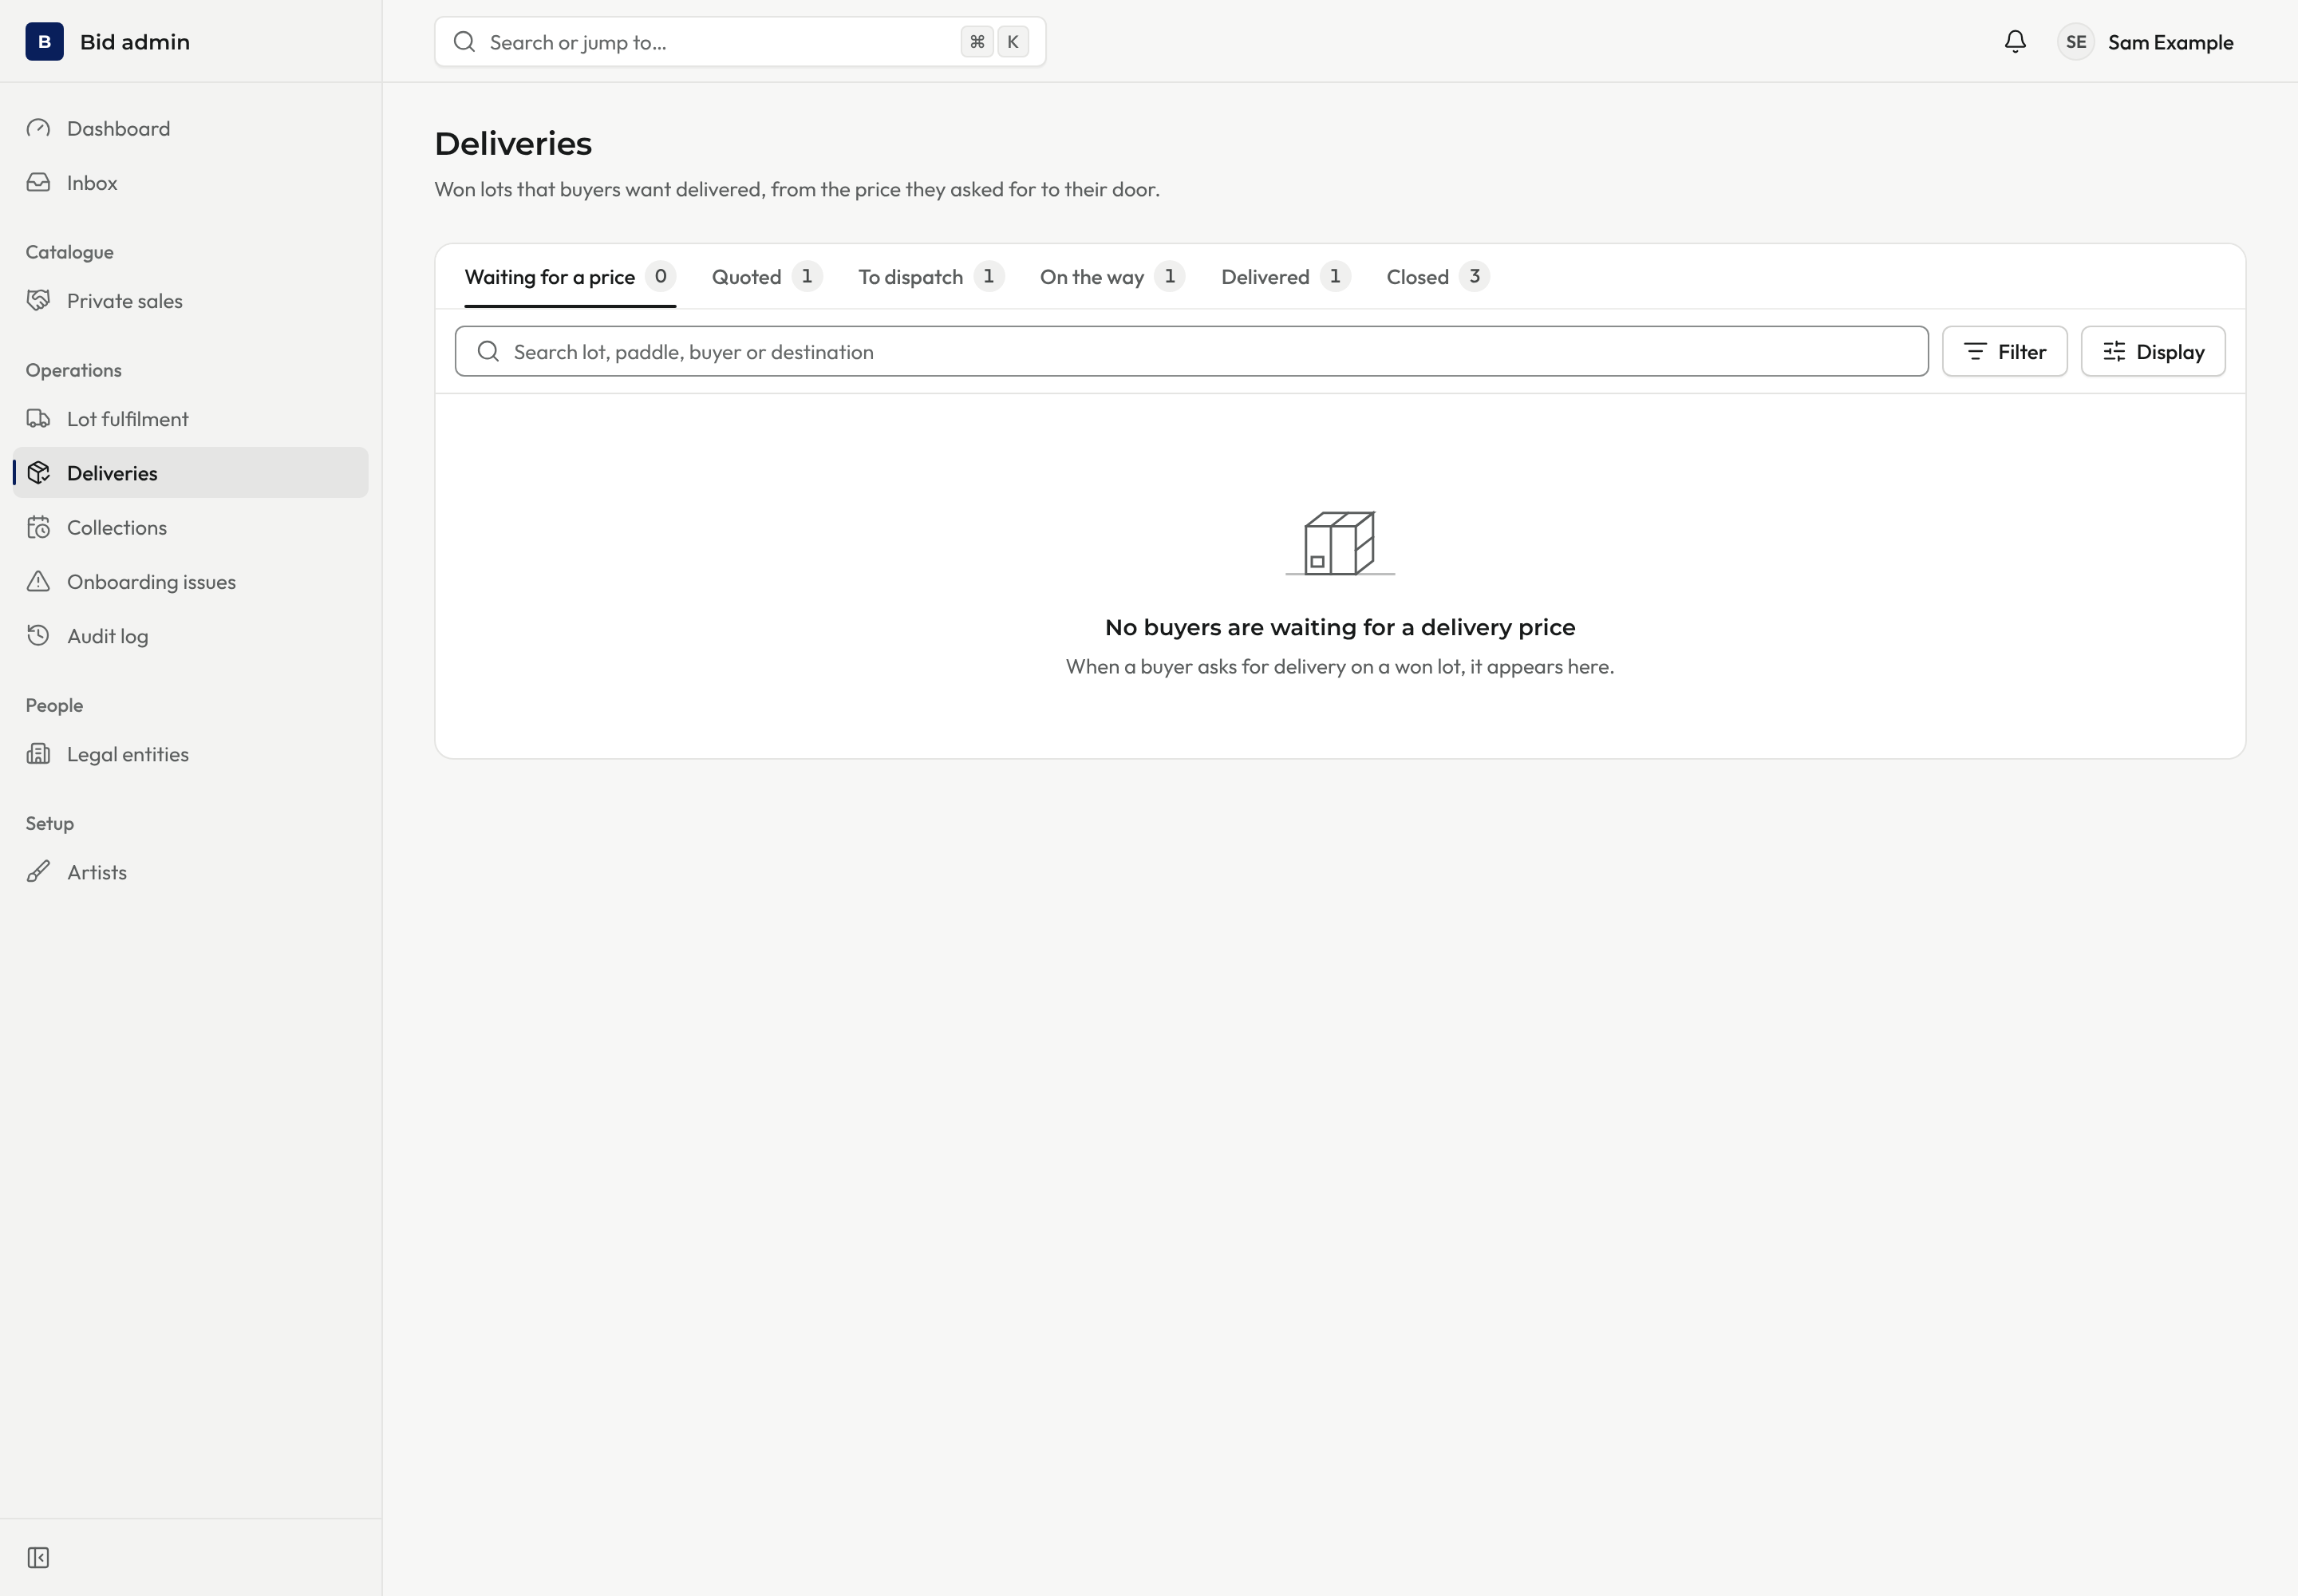 B Bid admin
Search or jump to... ⌘ K
SE Sam Example
Dashboard
Inbox
Catalogue
Private sales
Operations
Lot fulfilment
Deliveries
Collections
Onboarding issues
Audit log
People
Legal entities
Setup
Artists
Deliveries
Won lots that buyers want delivered, from the price they asked for to their door.
Waiting for a price 0 Quoted 1 To dispatch 1 On the way 1 Delivered 1 Closed 3
Search lot, paddle, buyer or destination Filter Display
No buyers are waiting for a delivery price
When a buyer asks for delivery on a won lot, it appears here.